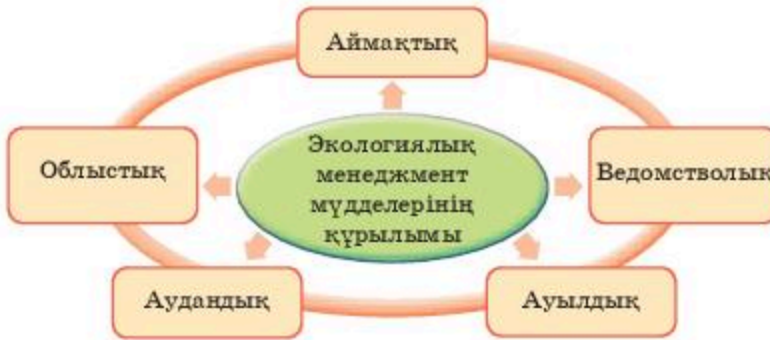 Аймақтық
Облыстық
Экологиялық
менеджмент
мүдделерінің
құрылымы
Ведомстволық
Аудандық
Ауылдық